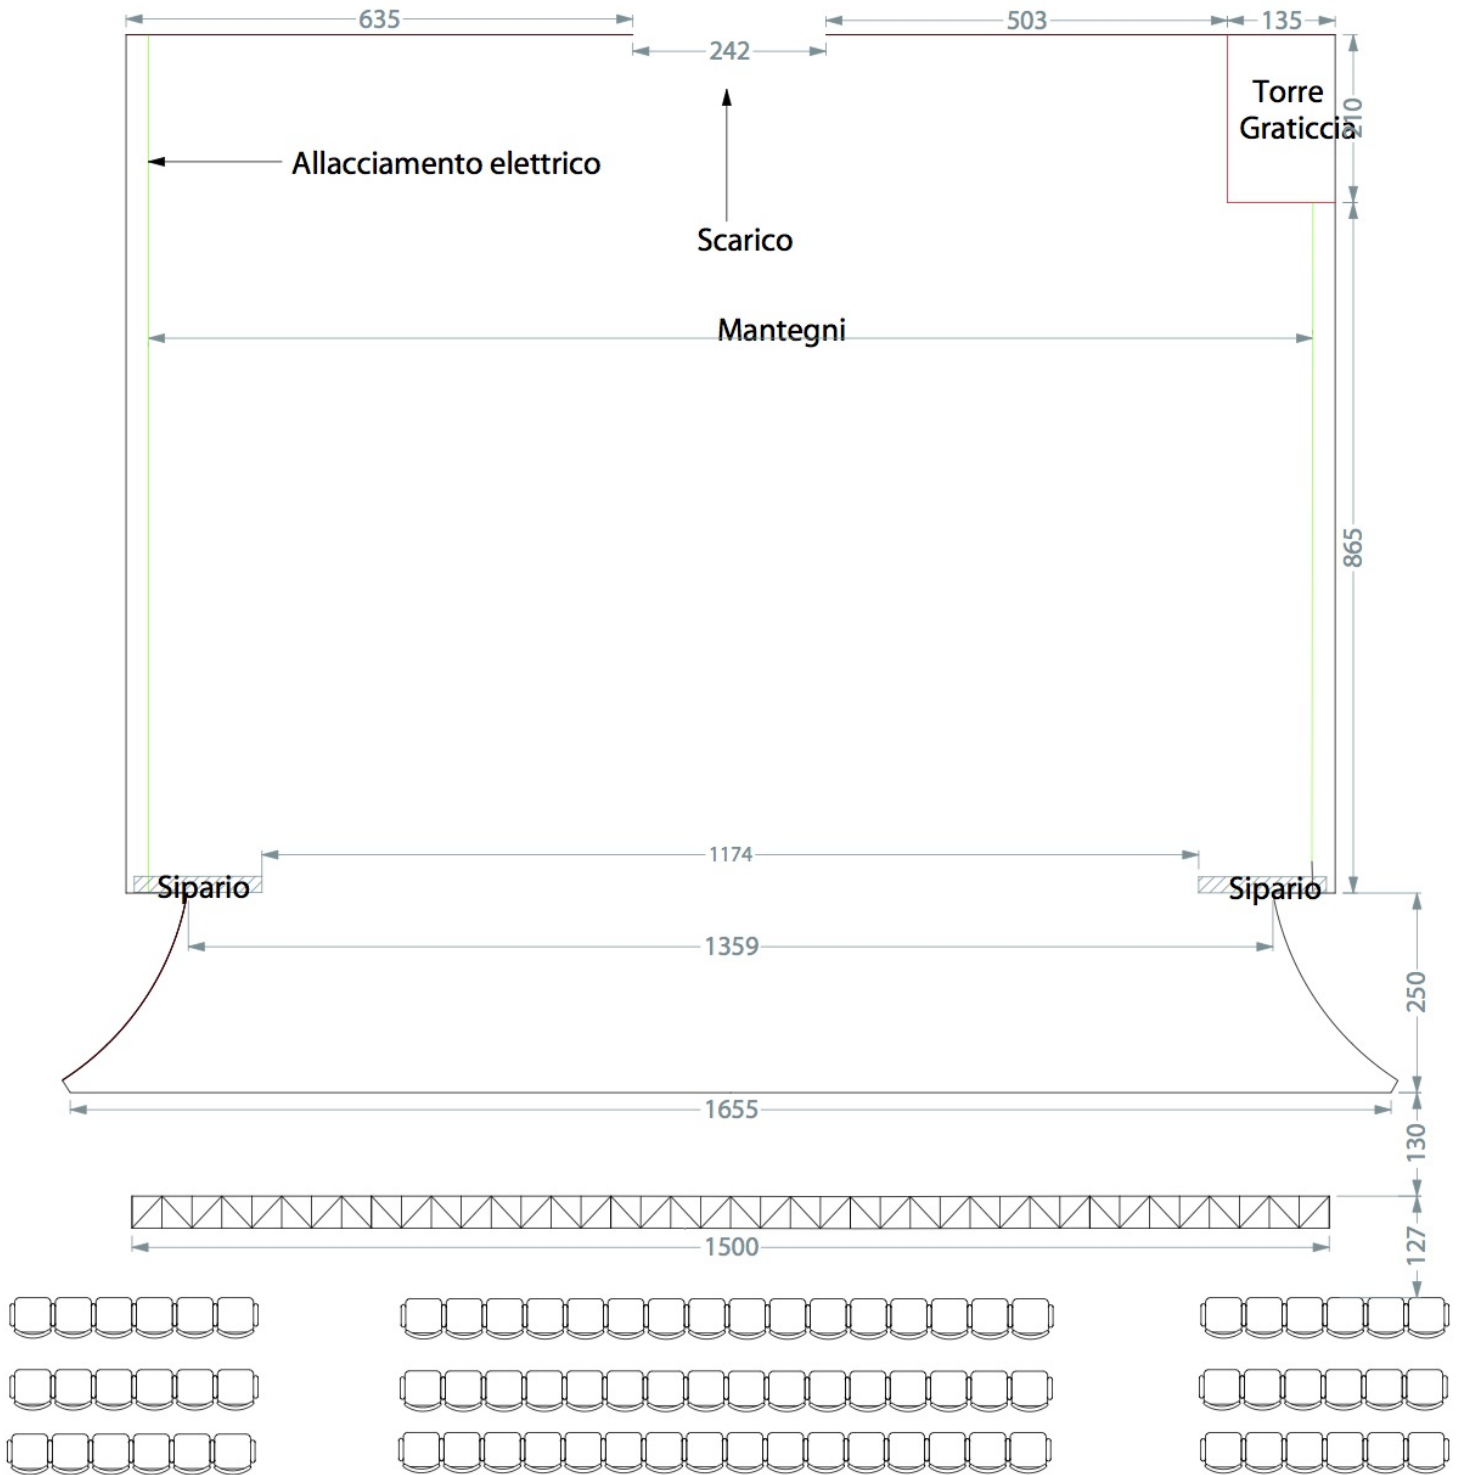 635
503
135
242
Torre
Graticcia
210
Allacciamento elettrico
Scarico
Mantegni
865
1174
Sipario
Sipario
1359
250
1655
130
1500
127